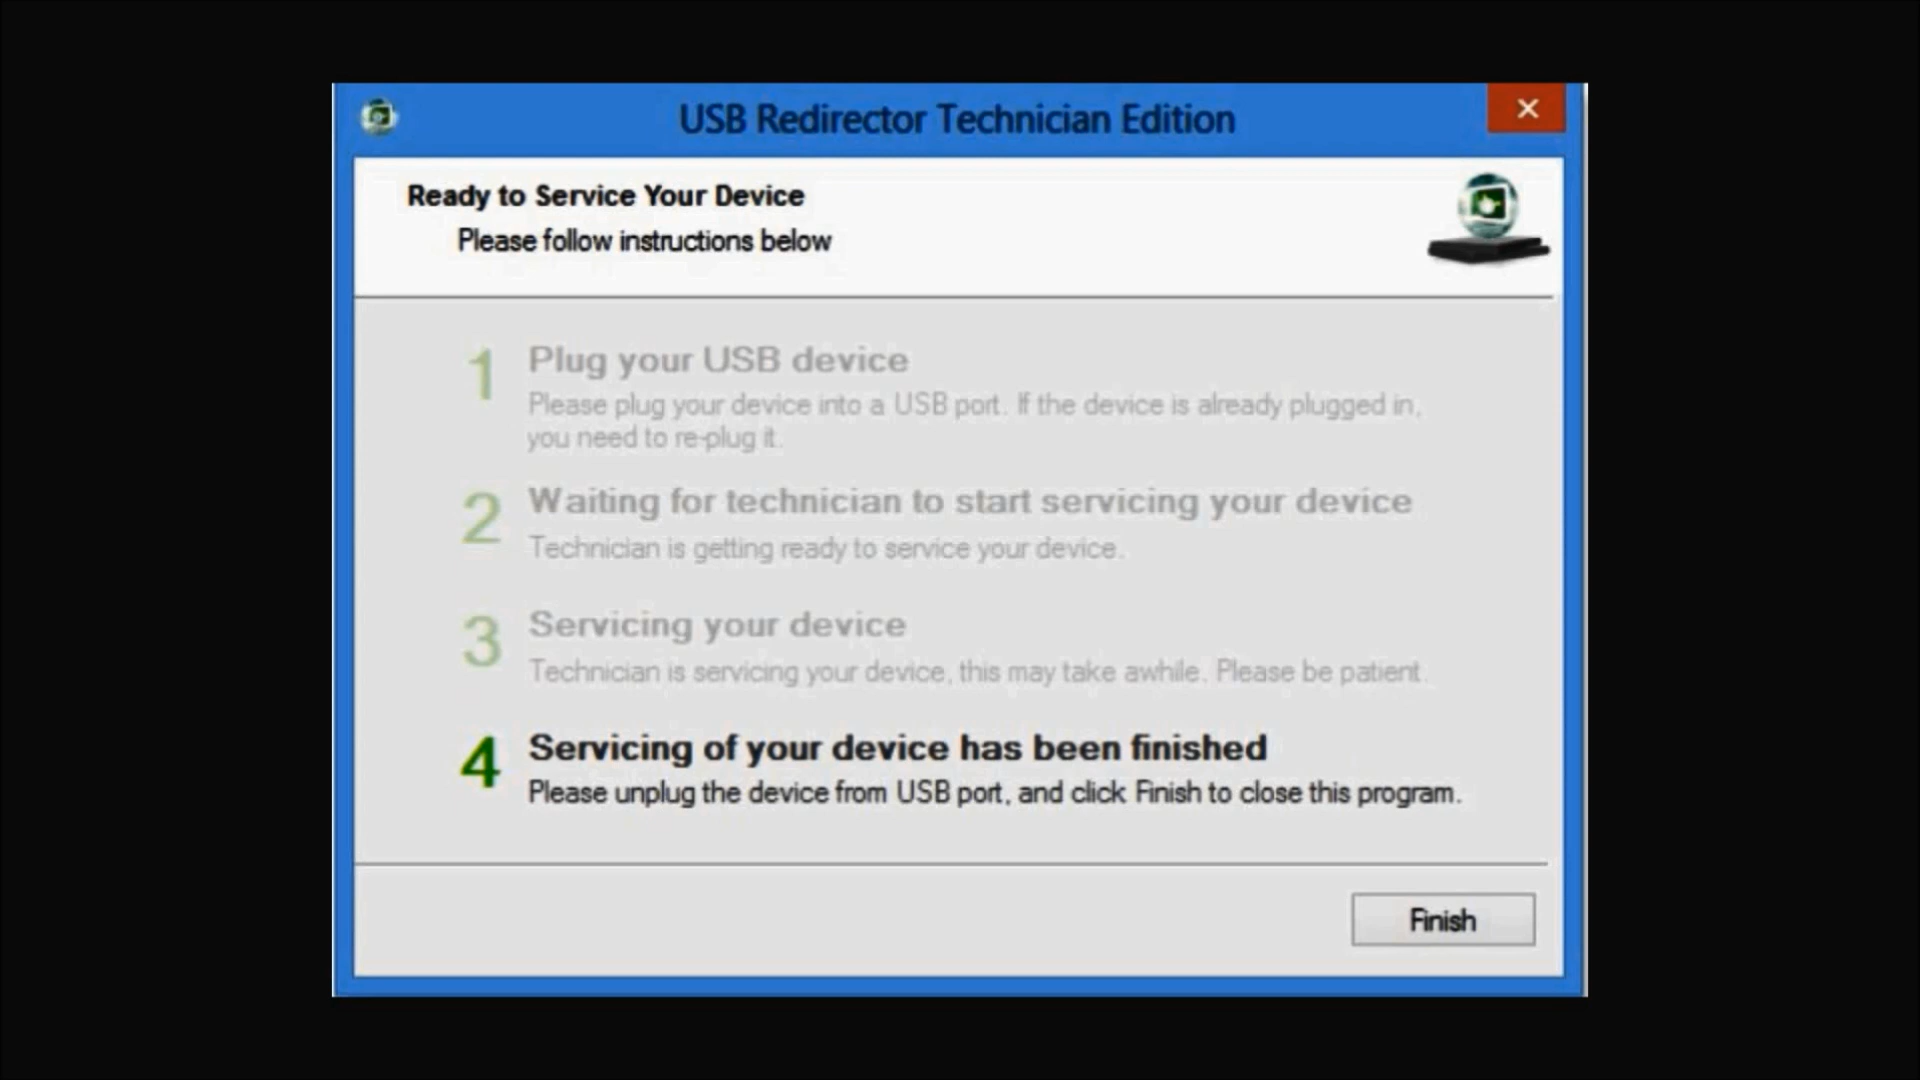 USB Redirector Technician Edition
Ready to Service Your Device
Please follow instructions below
1 Plug your USB device
Please plug your device into a USB port. If the device is already plugged in,
you need to re-plug it.
2 Waiting for technician to start servicing your device
Technician is getting ready to service your device.
3 Servicing your device
Technician is servicing your device, this may take awhile. Please be patient.
4 Servicing of your device has been finished
Please unplug the device from USB port, and click Finish to close this program.
Finish